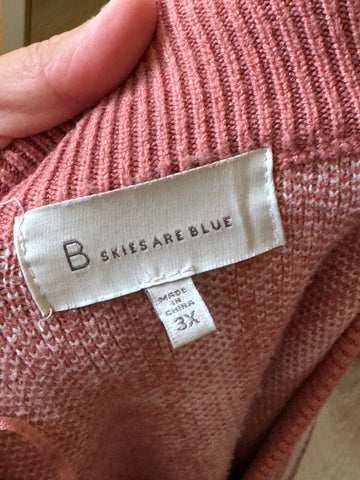 B SKIES ARE BLUE
MADE
IN
CHINA
3X